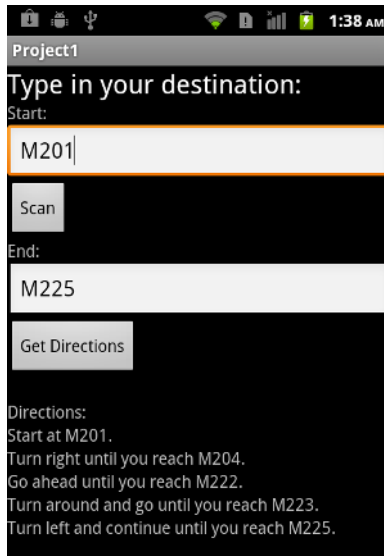 1:38 AM
Project1
Type in your destination:
Start:
M201
Scan
End:
M225
Get Directions
Directions:
Start at M201.
Turn right until you reach M204.
Go ahead until you reach M222.
Turn around and go until you reach M223.
Turn left and continue until you reach M225.